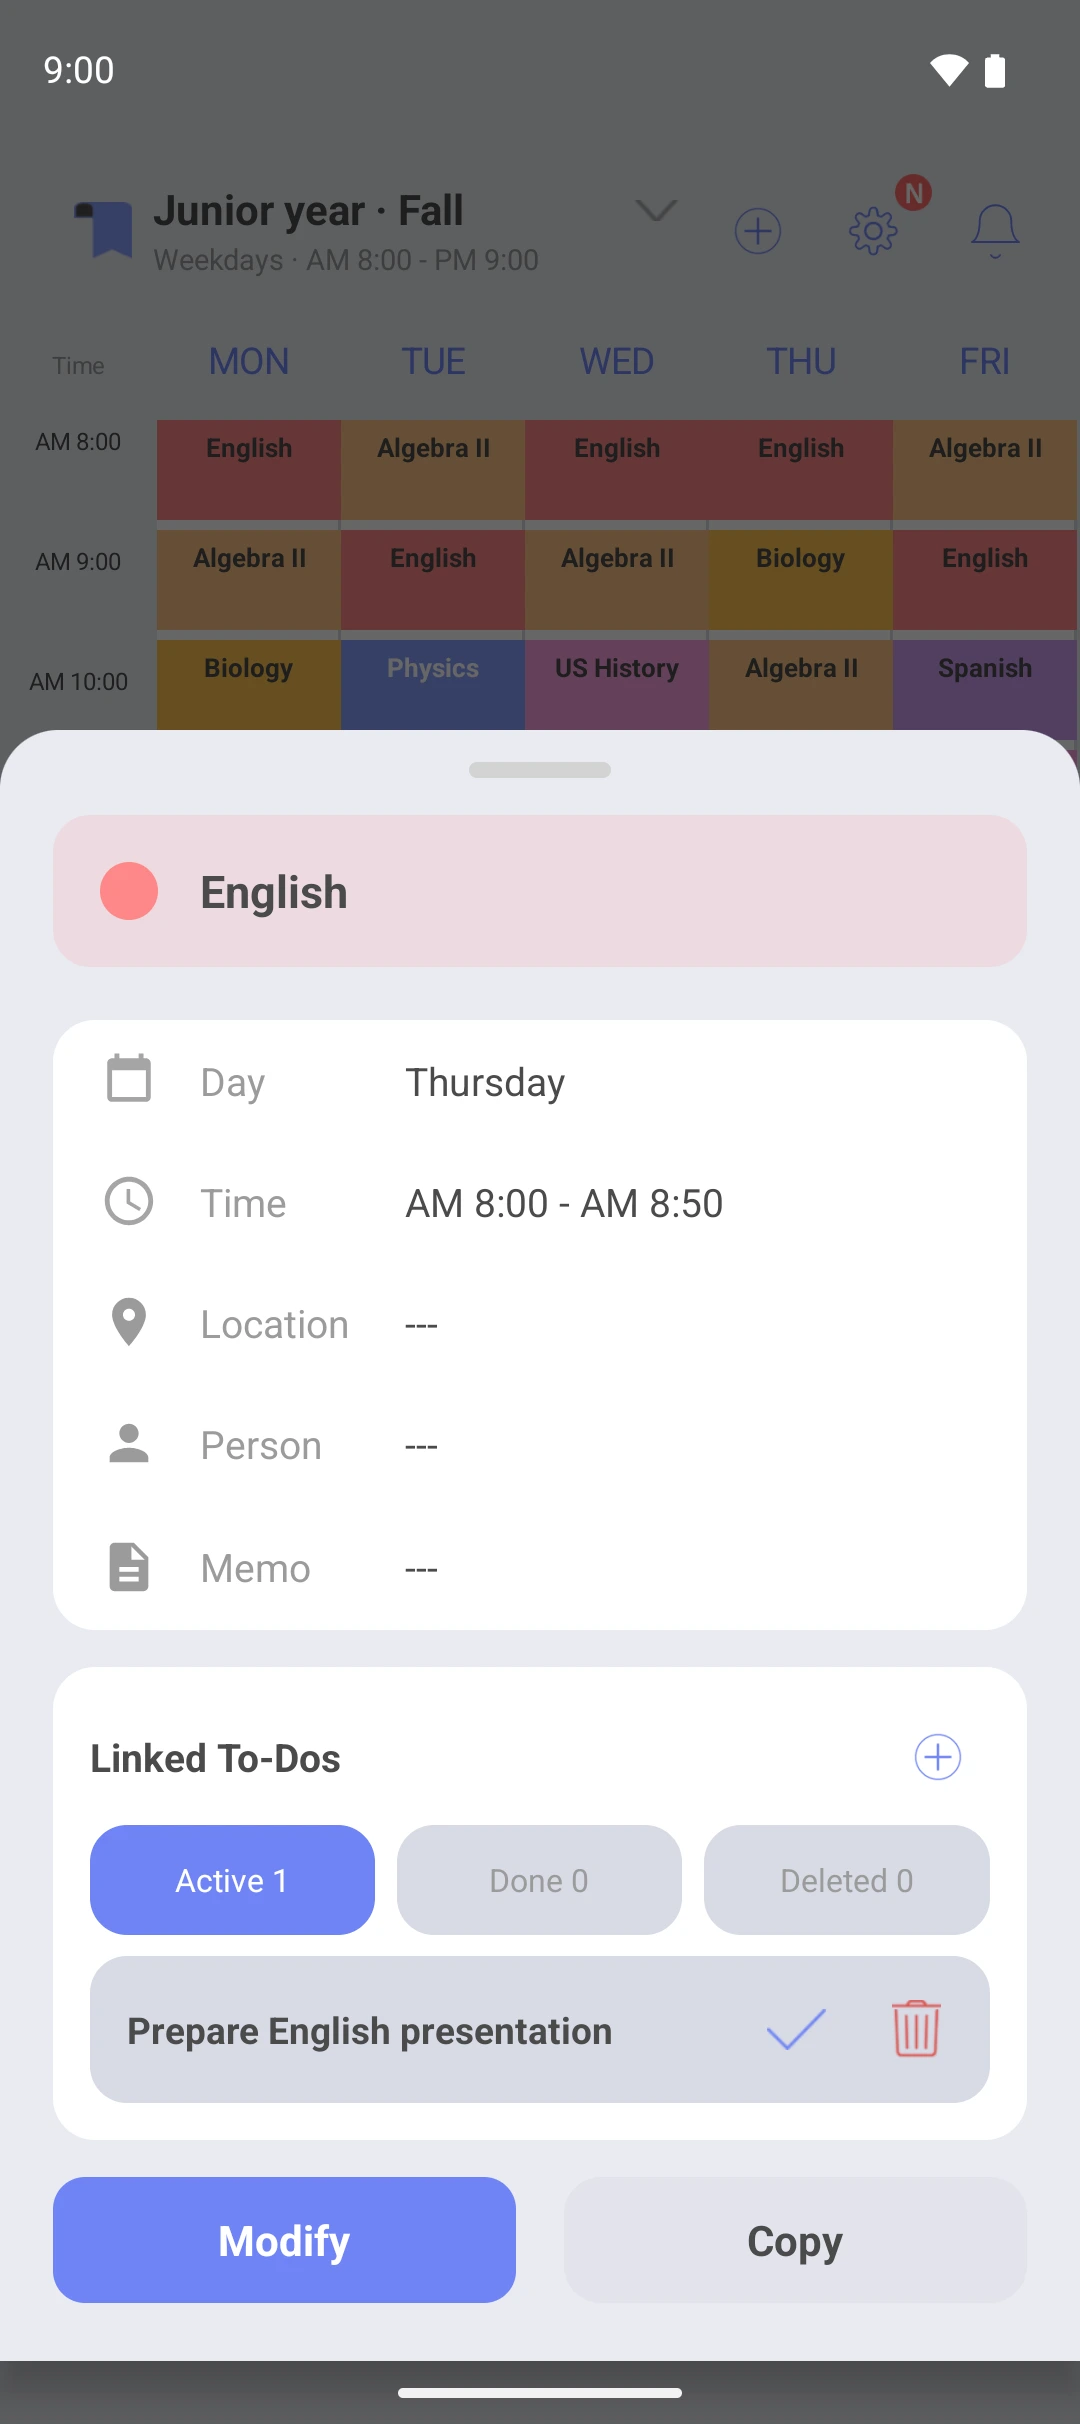 9:00
Junior year · Fall
N
Weekdays · AM 8:00 - PM 9:00
Time MON TUE WED THU FRI
AM 8:00 English Algebra II English English Algebra II
AM 9:00 Algebra II English Algebra II Biology English
AM 10:00 Biology Physics US History Algebra II Spanish
English
Day Thursday
Time AM 8:00 - AM 8:50
Location ---
Person ---
Memo ---
Linked To-Dos
Active 1 Done 0 Deleted 0
Prepare English presentation
Modify Copy